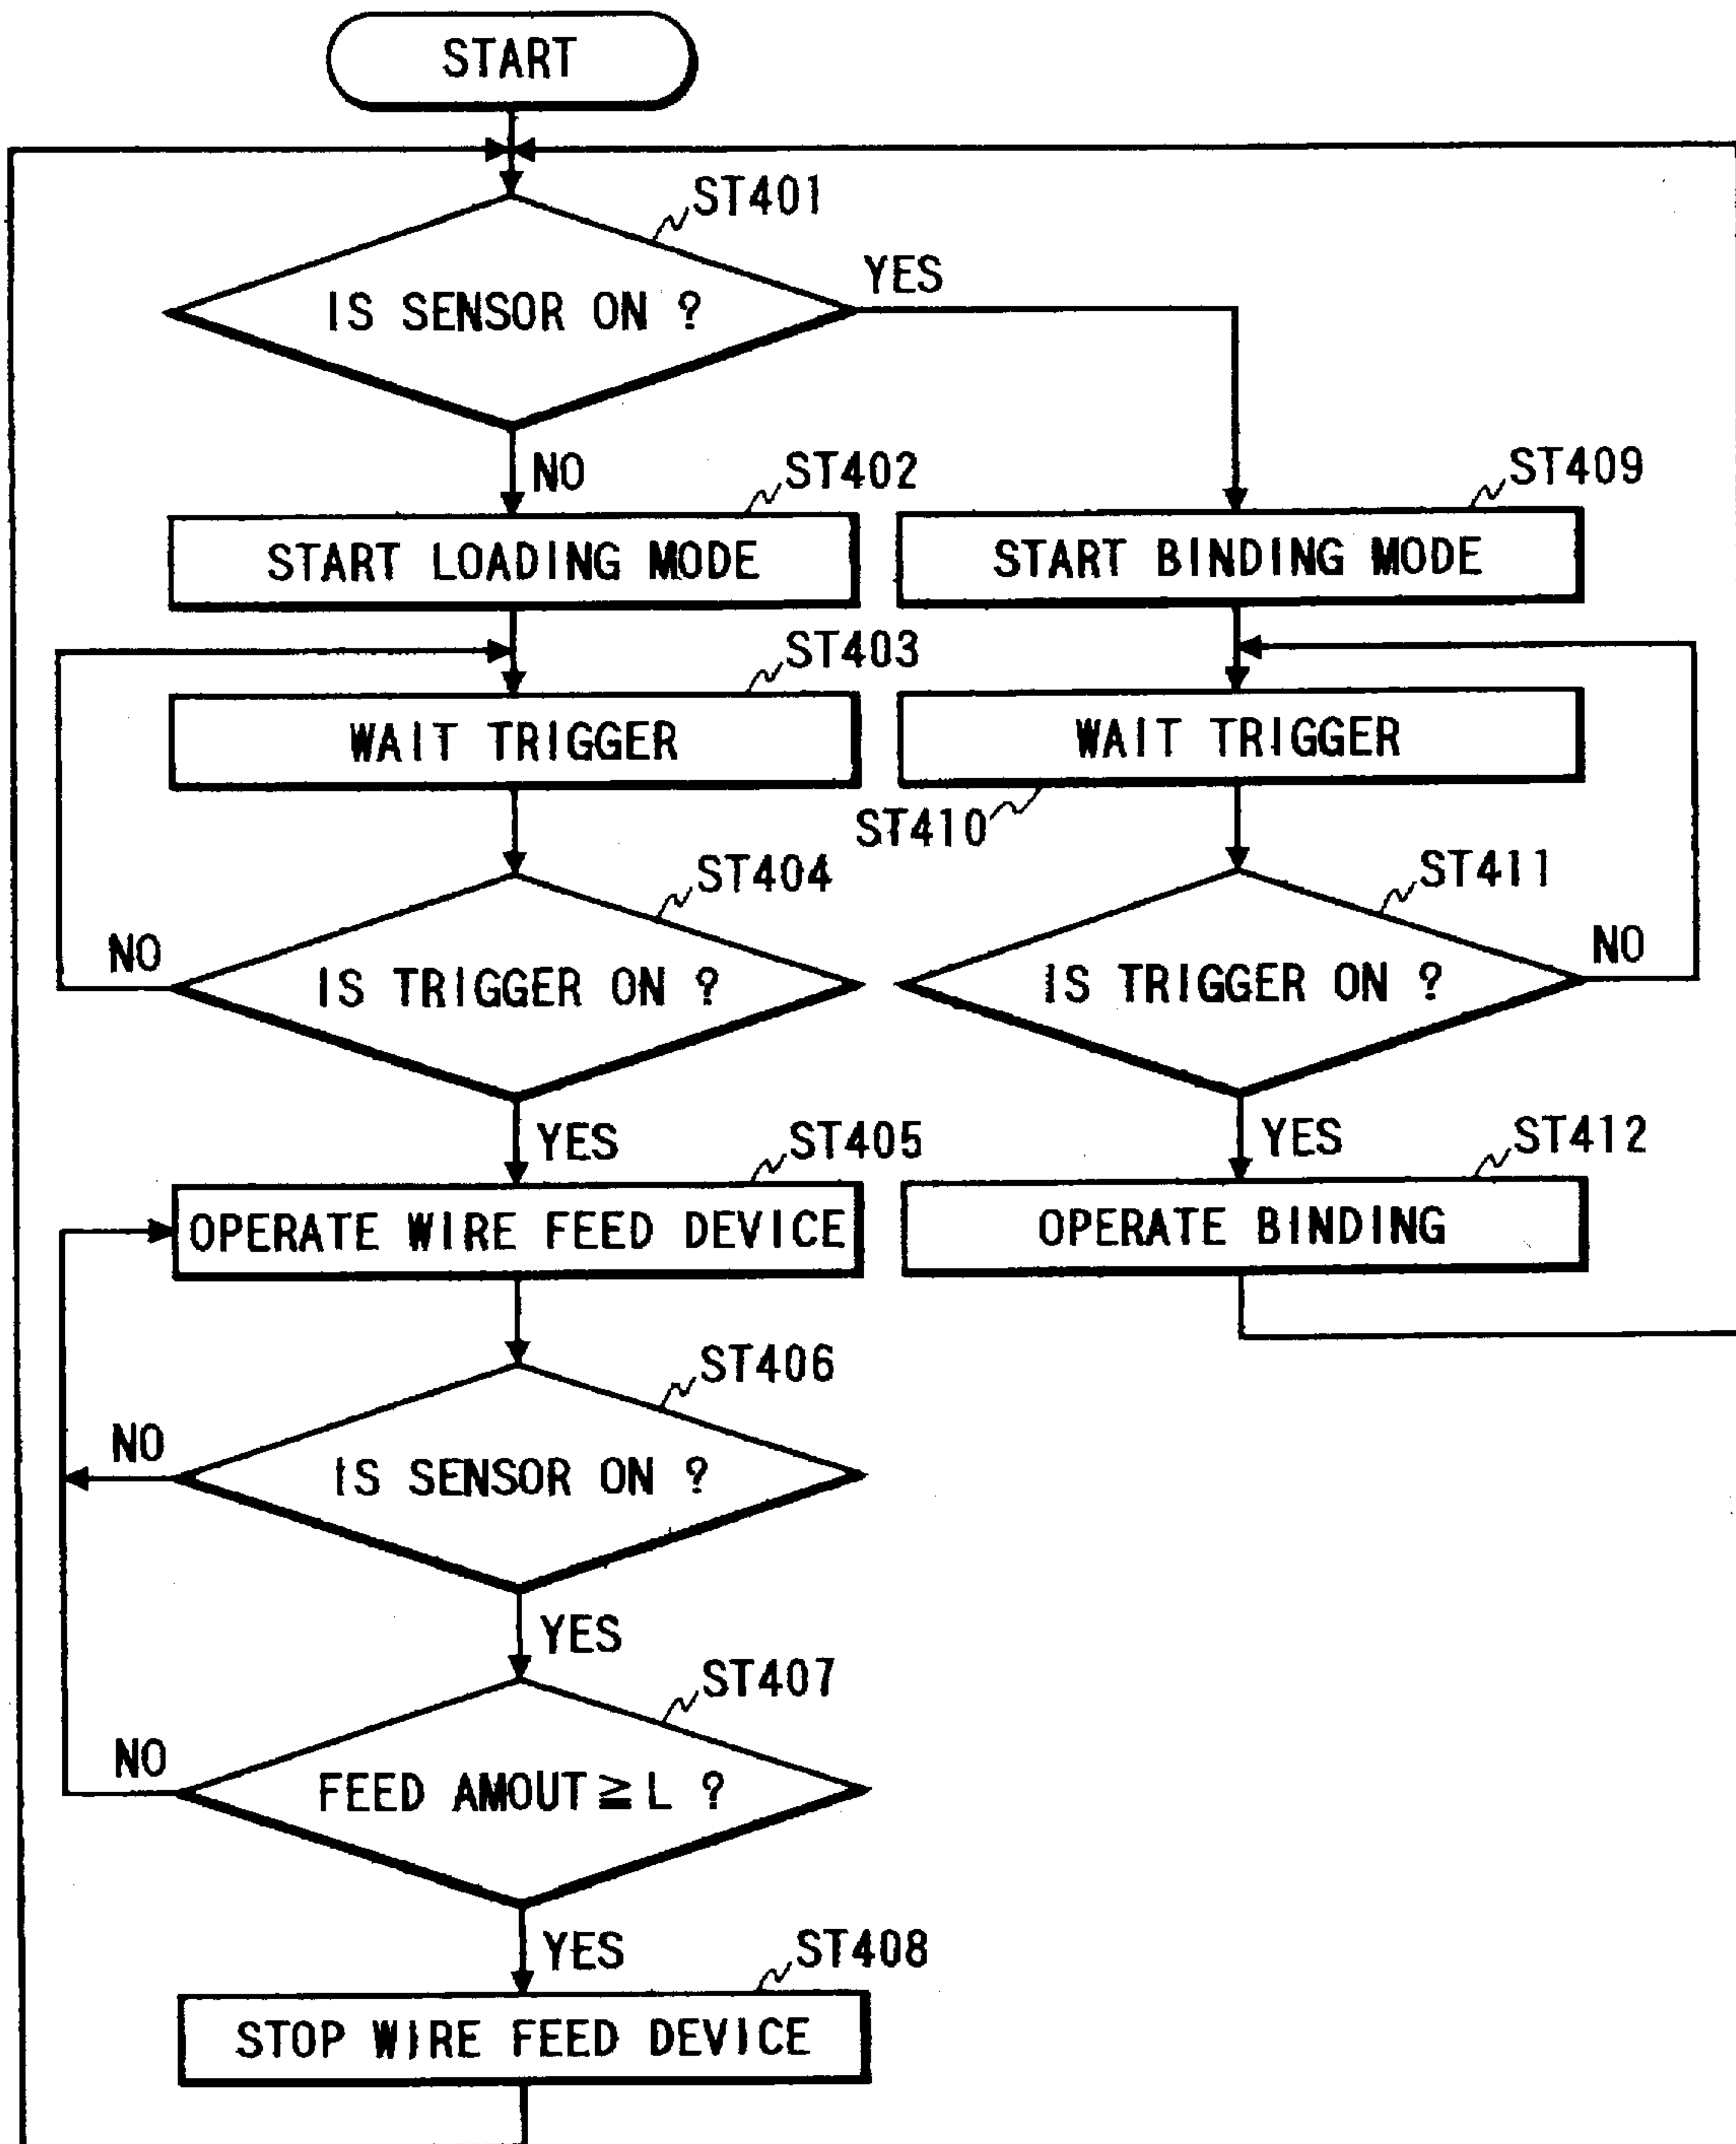 START
ST401
IS SENSOR ON ?
YES
NO
ST402
START LOADING MODE
ST409
START BINDING MODE
ST403
WAIT TRIGGER
WAIT TRIGGER
ST410
ST404
IS TRIGGER ON ?
NO
ST411
IS TRIGGER ON ?
NO
YES
ST405
OPERATE WIRE FEED DEVICE
YES
ST412
OPERATE BINDING
ST406
IS SENSOR ON ?
NO
YES
ST407
FEED AMOUT ≧ L ?
NO
YES
ST408
STOP WIRE FEED DEVICE